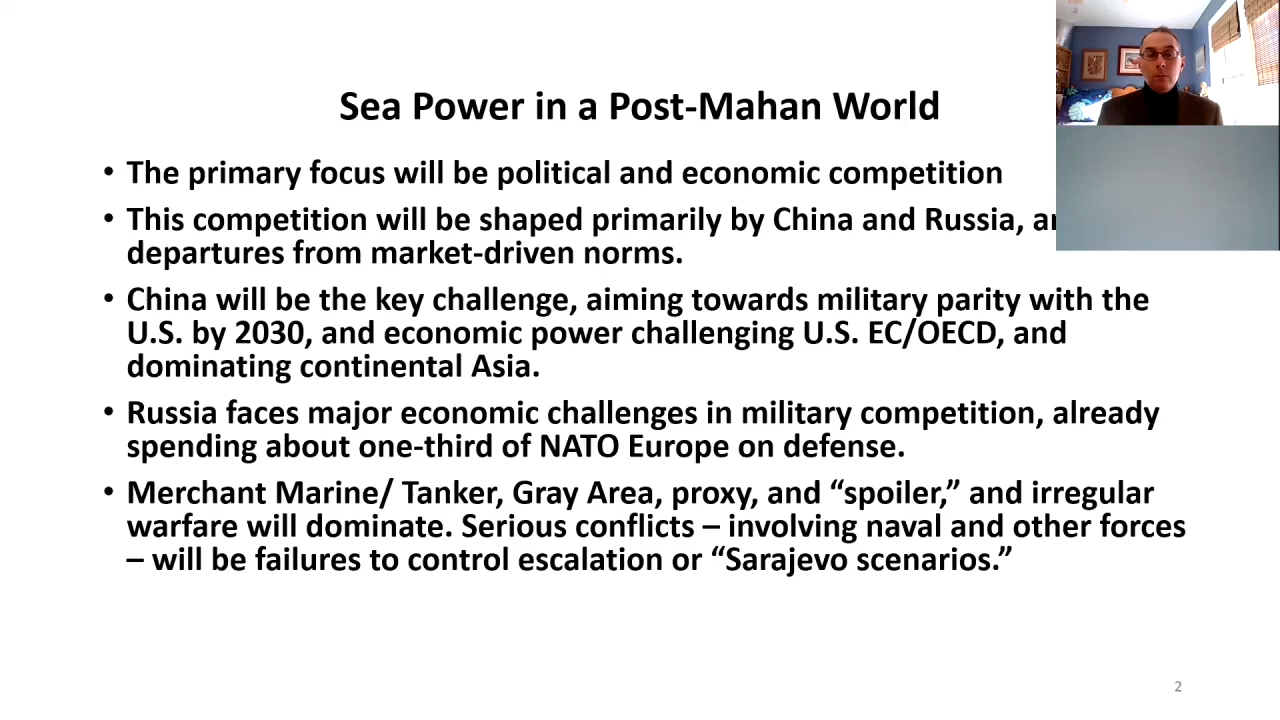 Sea Power in a Post-Mahan World
• The primary focus will be political and economic competition
• This competition will be shaped primarily by China and Russia,
departures from market-driven norms.
• China will be the key challenge, aiming towards military parity with the
U.S. by 2030, and economic power challenging U.S. EC/OECD, and
dominating continental Asia.
• Russia faces major economic challenges in military competition, already
spending about one-third of NATO Europe on defense.
• Merchant Marine/ Tanker, Gray Area, proxy, and “spoiler,” and irregular
warfare will dominate. Serious conflicts – involving naval and other forces
– will be failures to control escalation or “Sarajevo scenarios.”
2